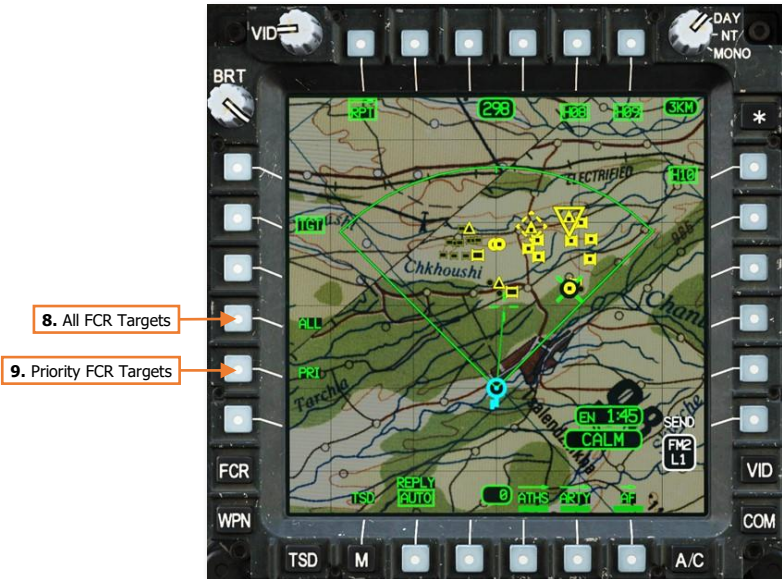 VID
DAY
NT
MONO
BRT
RPT
298
H08
H09
3KM
*
ELECTRIFIED
H10
TGT
Chkhoushi
8. All FCR Targets
ALL
9. Priority FCR Targets
PRI
Tarchla
EN 1:45
CALM
SEND
FM2
L1
FCR
VID
REPLY
TSD
AUTO
0
ATHS
ARTY
AF
WPN
COM
TSD
M
A/C